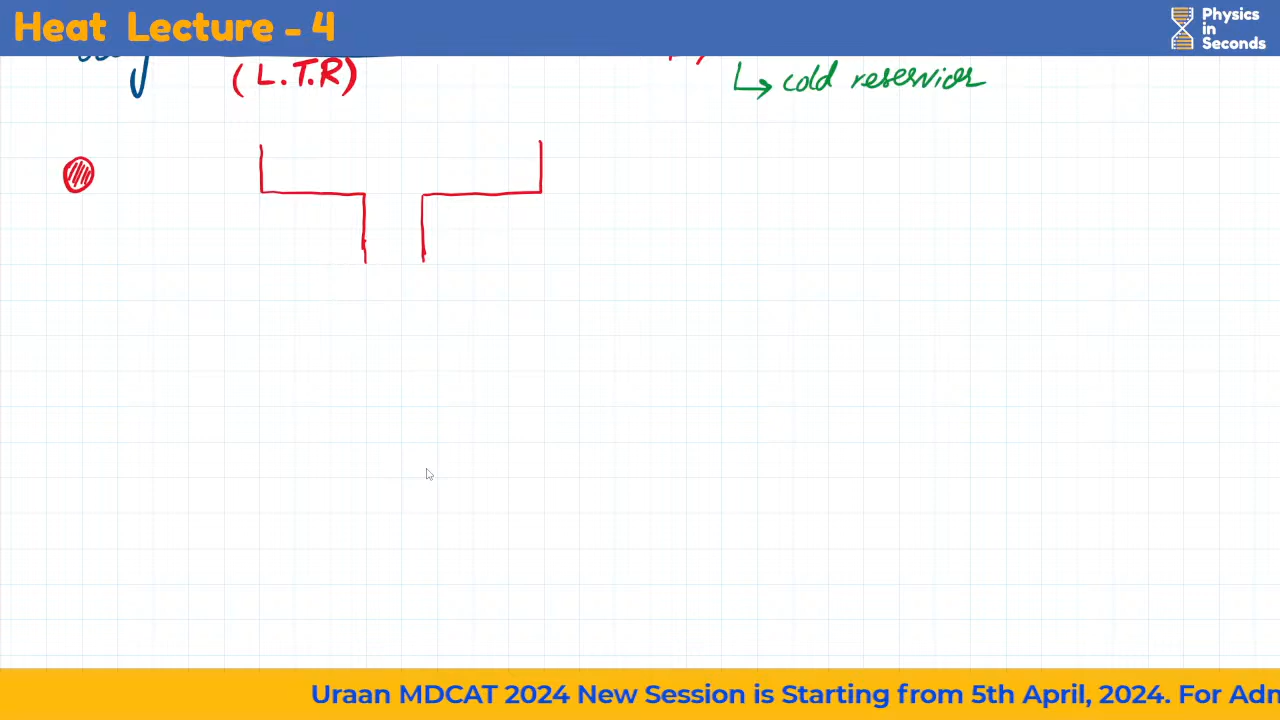 Heat Lecture - 4
Physics
in
Seconds
(L.T.R)
↳ cold reservior
Uraan MDCAT 2024 New Session is Starting from 5th April, 2024. For Adn